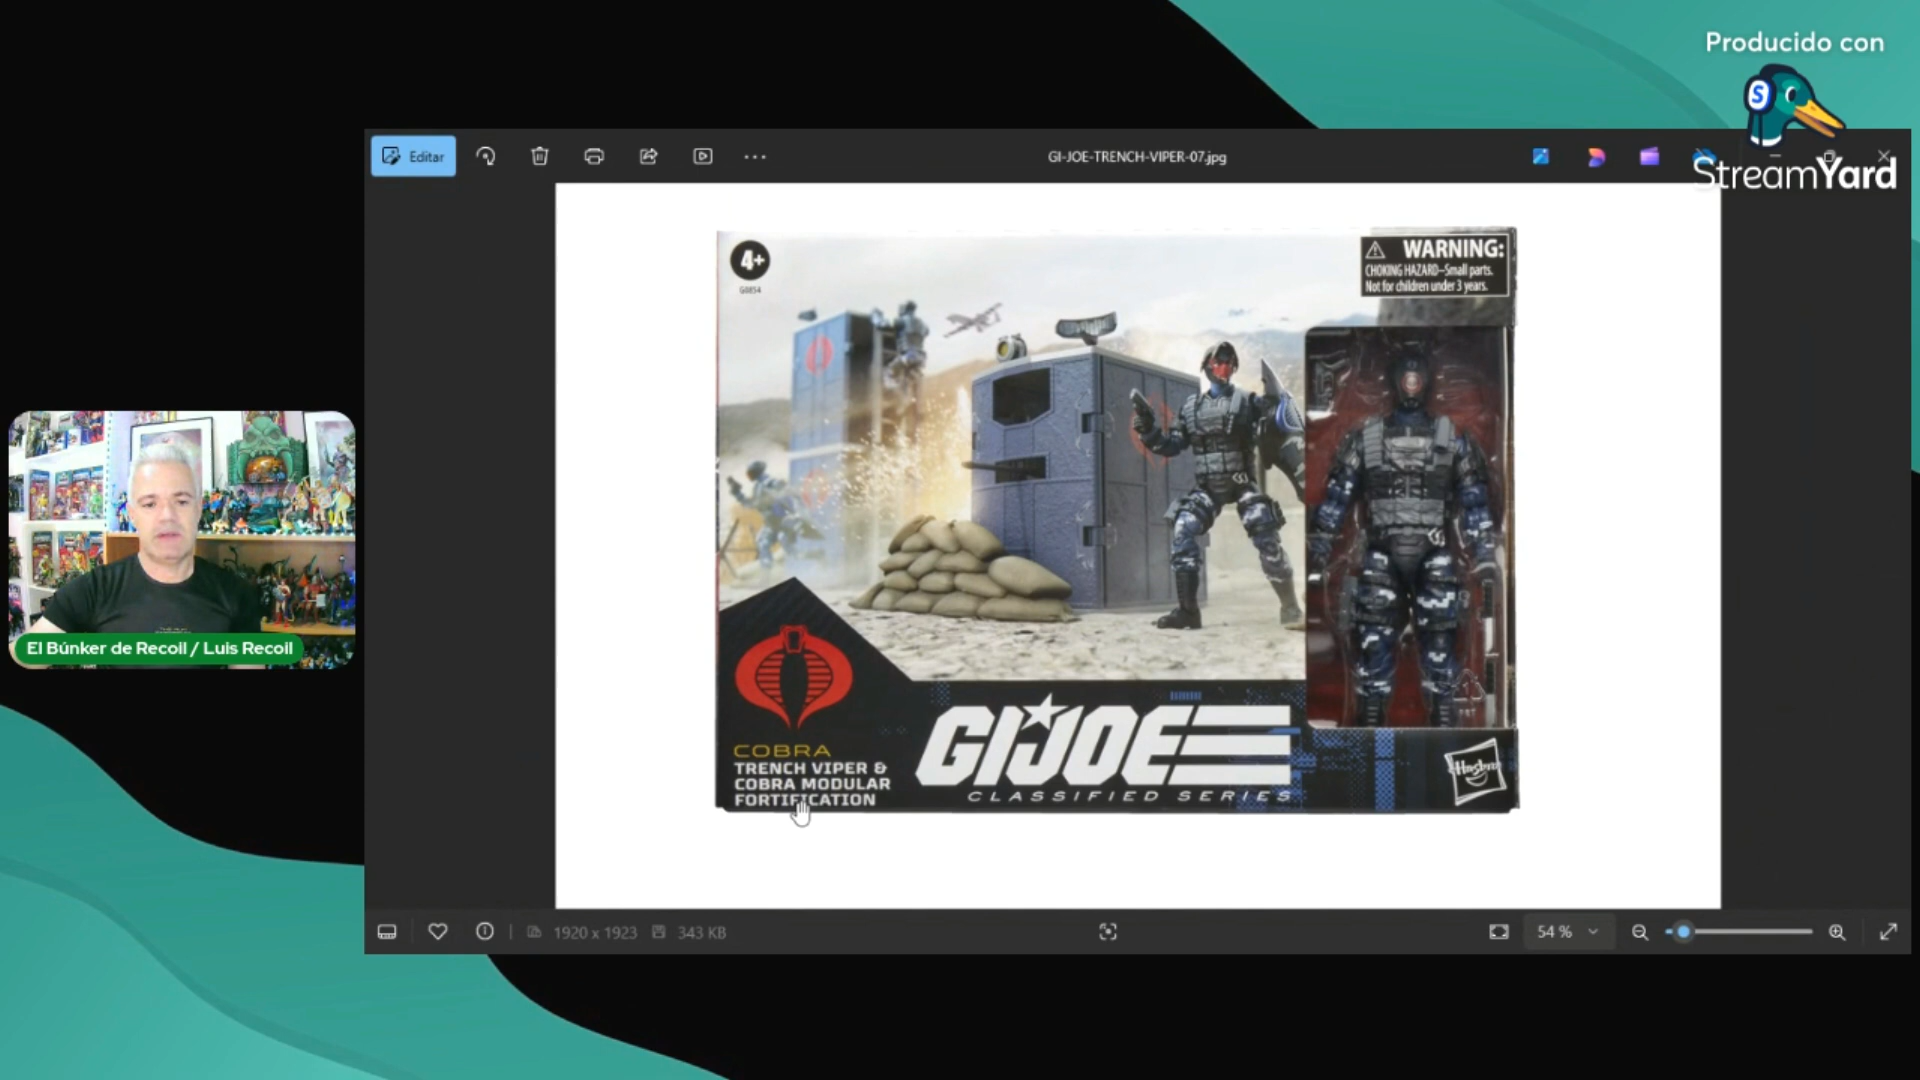 Producido con
StreamYard
Editar
GI-JOE-TRENCH-VIPER-07.jpg
4+
G0854
WARNING:
CHOKING HAZARD–Small parts.
Not for children under 3 years.
El Búnker de Recoil / Luis Recoil
COBRA
TRENCH VIPER &
COBRA MODULAR
FORTIFICATION
GIJOE
CLASSIFIED SERIES
Hasbro
1920 x 1923
343 KB
54 %